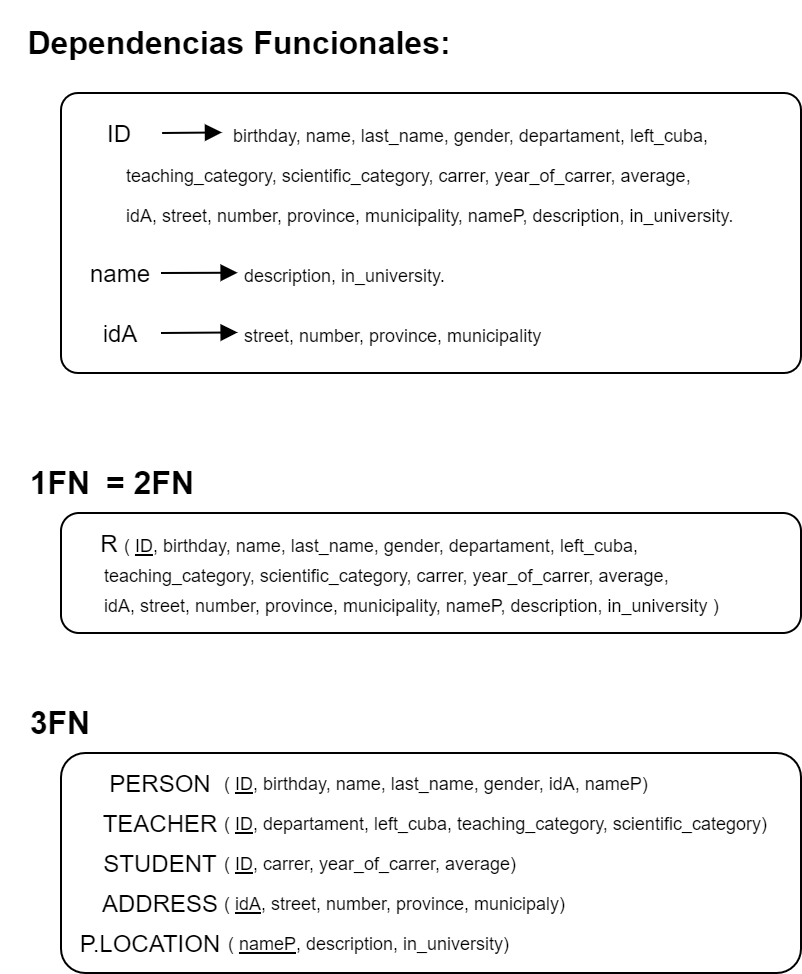 Dependencias Funcionales:
ID → birthday, name, last_name, gender, departament, left_cuba,
teaching_category, scientific_category, carrer, year_of_carrer, average,
idA, street, number, province, municipality, nameP, description, in_university.
name → description, in_university.
idA → street, number, province, municipality
1FN = 2FN
R ( ID, birthday, name, last_name, gender, departament, left_cuba,
teaching_category, scientific_category, carrer, year_of_carrer, average,
idA, street, number, province, municipality, nameP, description, in_university )
3FN
PERSON ( ID, birthday, name, last_name, gender, idA, nameP)
TEACHER ( ID, departament, left_cuba, teaching_category, scientific_category)
STUDENT ( ID, carrer, year_of_carrer, average)
ADDRESS ( idA, street, number, province, municipaly)
P.LOCATION ( nameP, description, in_university)